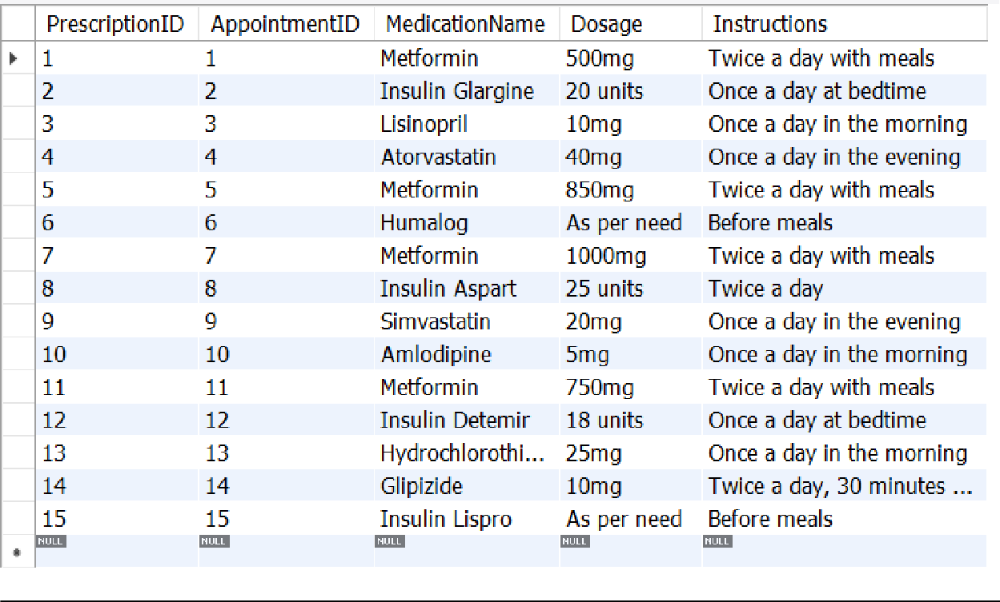 PrescriptionID AppointmentID MedicationName Dosage Instructions
1 1 Metformin 500mg Twice a day with meals
2 2 Insulin Glargine 20 units Once a day at bedtime
3 3 Lisinopril 10mg Once a day in the morning
4 4 Atorvastatin 40mg Once a day in the evening
5 5 Metformin 850mg Twice a day with meals
6 6 Humalog As per need Before meals
7 7 Metformin 1000mg Twice a day with meals
8 8 Insulin Aspart 25 units Twice a day
9 9 Simvastatin 20mg Once a day in the evening
10 10 Amlodipine 5mg Once a day in the morning
11 11 Metformin 750mg Twice a day with meals
12 12 Insulin Detemir 18 units Once a day at bedtime
13 13 Hydrochlorothi... 25mg Once a day in the morning
14 14 Glipizide 10mg Twice a day, 30 minutes ...
15 15 Insulin Lispro As per need Before meals
NULL NULL NULL NULL NULL